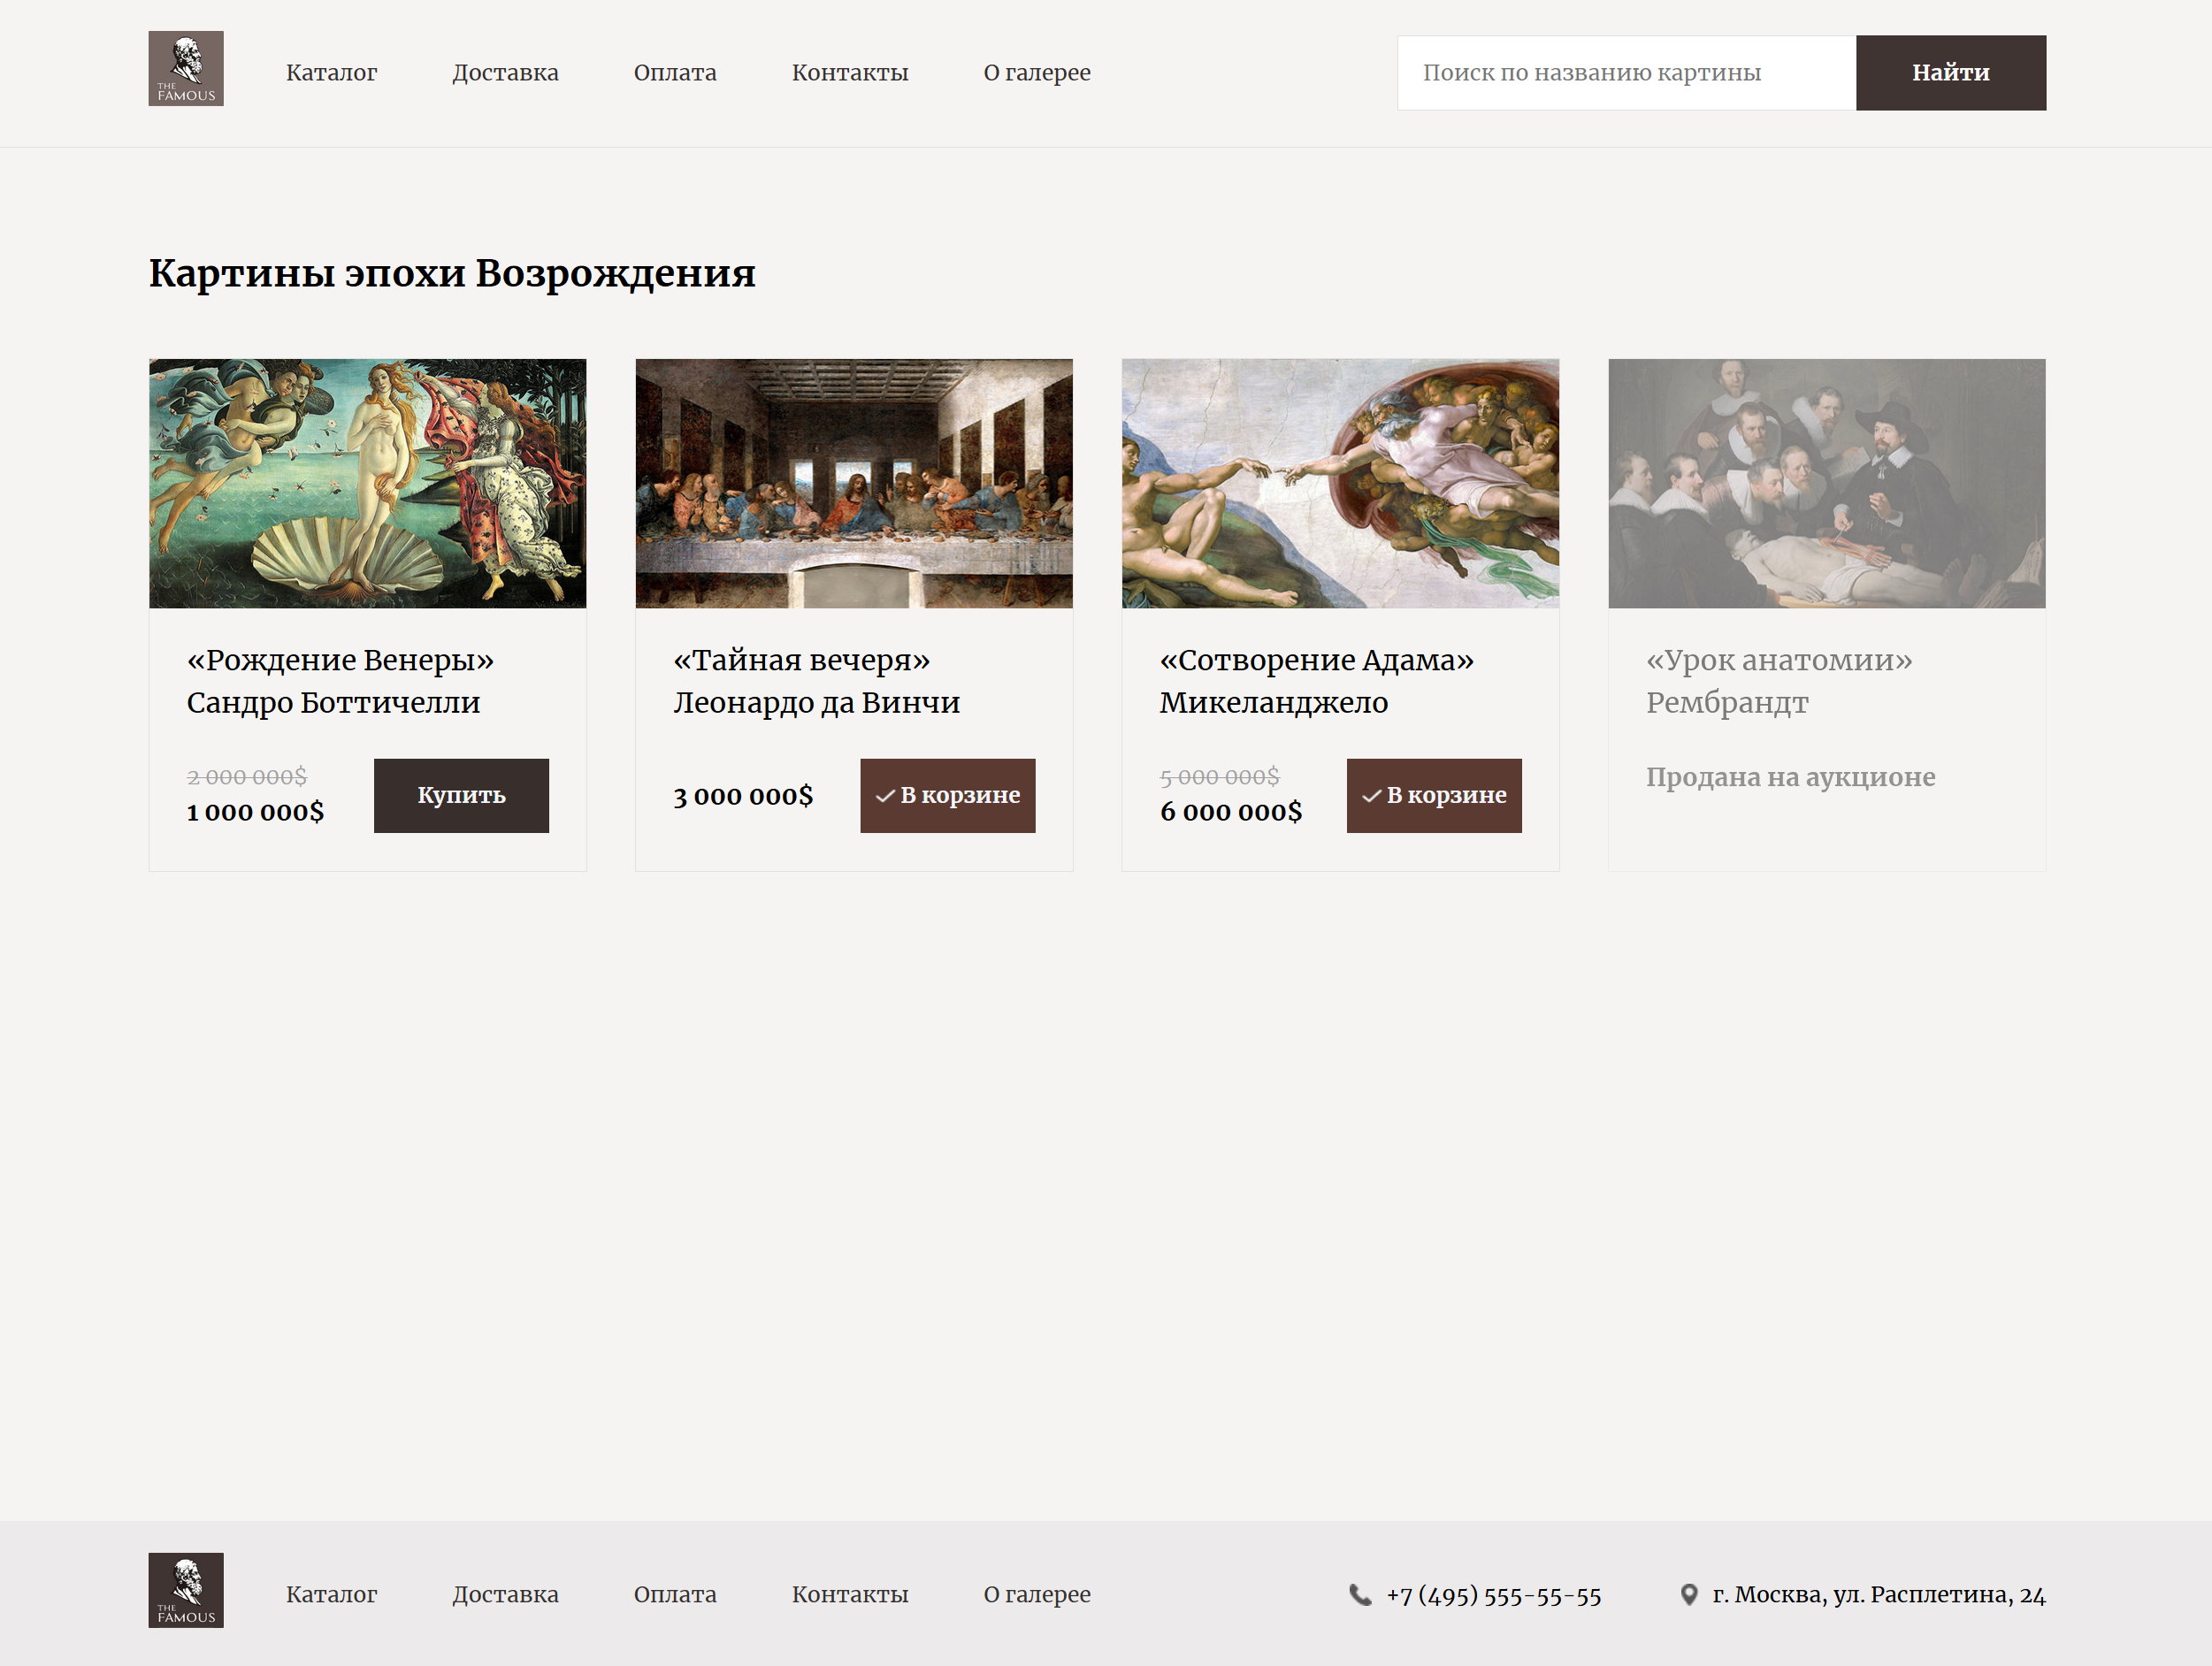 THE
FAMOUS
Каталог
Доставка
Оплата
Контакты
О галерее
Поиск по названию картины
Найти
Картины эпохи Возрождения
«Рождение Венеры»
Сандро Боттичелли
2 000 000$
1 000 000$
Купить
«Тайная вечеря»
Леонардо да Винчи
3 000 000$
В корзине
«Сотворение Адама»
Микеланджело
5 000 000$
6 000 000$
В корзине
«Урок анатомии»
Рембрандт
Продана на аукционе
THE
FAMOUS
Каталог
Доставка
Оплата
Контакты
О галерее
+7 (495) 555-55-55
г. Москва, ул. Расплетина, 24